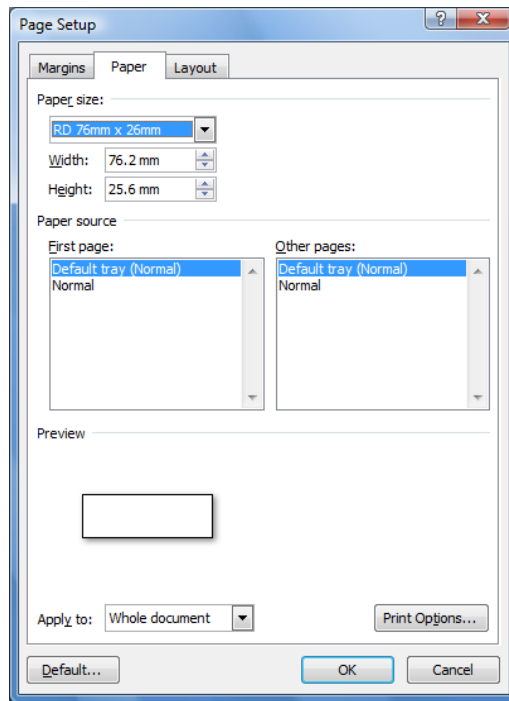 Page Setup
Margins Paper Layout
Paper size:
RD 76mm x 26mm
Width: 76.2 mm
Height: 25.6 mm
Paper source
First page: Other pages:
Default tray (Normal) Default tray (Normal)
Normal Normal
Preview
Apply to: Whole document Print Options...
Default... OK Cancel